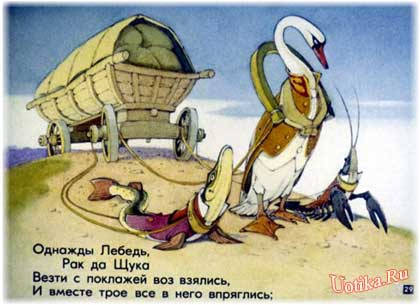 Однажды Лебедь,
Рак да Щука
Везти с поклажей воз взялись,
И вместе трое все в него впряглись;
29
Uotika.Ru